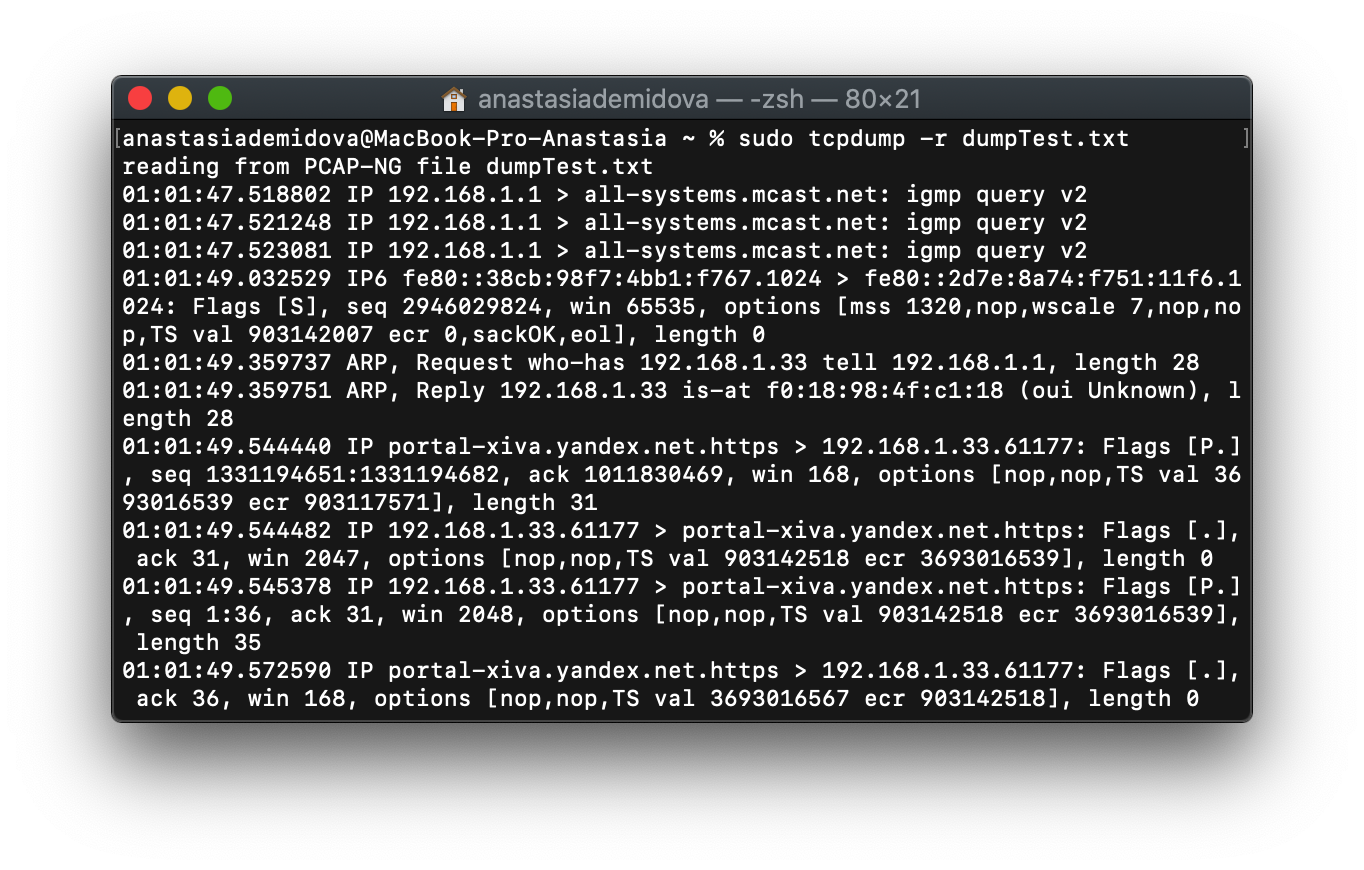 anastasiademidova — -zsh — 80×21
[anastasiademidova@MacBook-Pro-Anastasia ~ % sudo tcpdump -r dumpTest.txt ]
reading from PCAP-NG file dumpTest.txt
01:01:47.518802 IP 192.168.1.1 > all-systems.mcast.net: igmp query v2
01:01:47.521248 IP 192.168.1.1 > all-systems.mcast.net: igmp query v2
01:01:47.523081 IP 192.168.1.1 > all-systems.mcast.net: igmp query v2
01:01:49.032529 IP6 fe80::38cb:98f7:4bb1:f767.1024 > fe80::2d7e:8a74:f751:11f6.1
024: Flags [S], seq 2946029824, win 65535, options [mss 1320,nop,wscale 7,nop,no
p,TS val 903142007 ecr 0,sackOK,eol], length 0
01:01:49.359737 ARP, Request who-has 192.168.1.33 tell 192.168.1.1, length 28
01:01:49.359751 ARP, Reply 192.168.1.33 is-at f0:18:98:4f:c1:18 (oui Unknown), l
ength 28
01:01:49.544440 IP portal-xiva.yandex.net.https > 192.168.1.33.61177: Flags [P.]
, seq 1331194651:1331194682, ack 1011830469, win 168, options [nop,nop,TS val 36
93016539 ecr 903117571], length 31
01:01:49.544482 IP 192.168.1.33.61177 > portal-xiva.yandex.net.https: Flags [.],
 ack 31, win 2047, options [nop,nop,TS val 903142518 ecr 3693016539], length 0
01:01:49.545378 IP 192.168.1.33.61177 > portal-xiva.yandex.net.https: Flags [P.]
, seq 1:36, ack 31, win 2048, options [nop,nop,TS val 903142518 ecr 3693016539],
 length 35
01:01:49.572590 IP portal-xiva.yandex.net.https > 192.168.1.33.61177: Flags [.],
 ack 36, win 168, options [nop,nop,TS val 3693016567 ecr 903142518], length 0